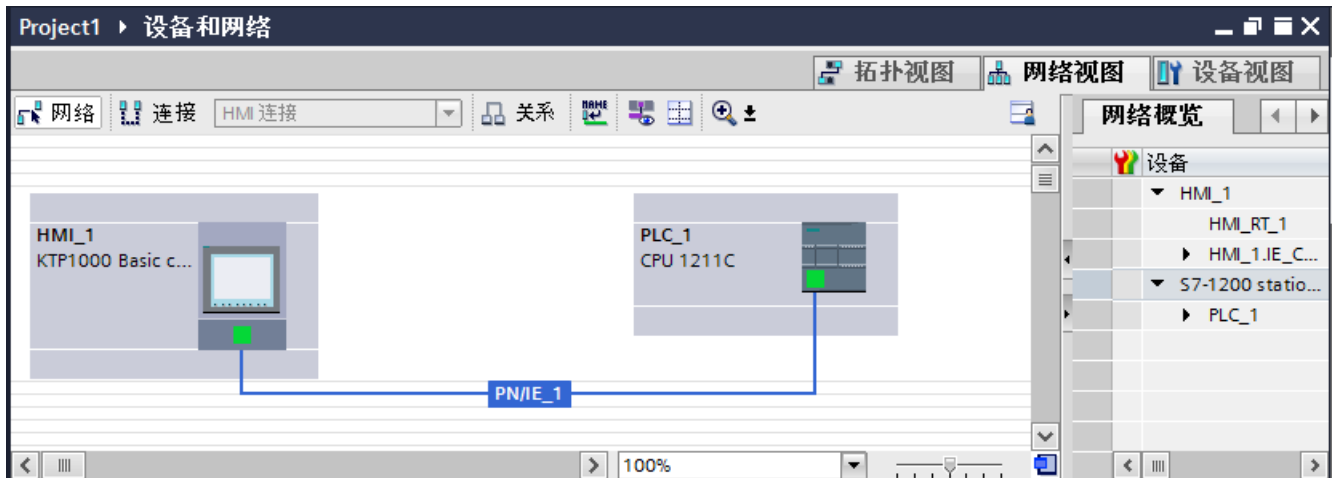 Project1 ▸ 设备和网络
拓扑视图 网络视图 设备视图
网络 连接 HMI 连接 关系 NAME
网络概览
设备
HMI_1
HMI_RT_1
HMI_1.IE_C...
S7-1200 statio...
PLC_1
HMI_1
KTP1000 Basic c...
PLC_1
CPU 1211C
PN/IE_1
100%